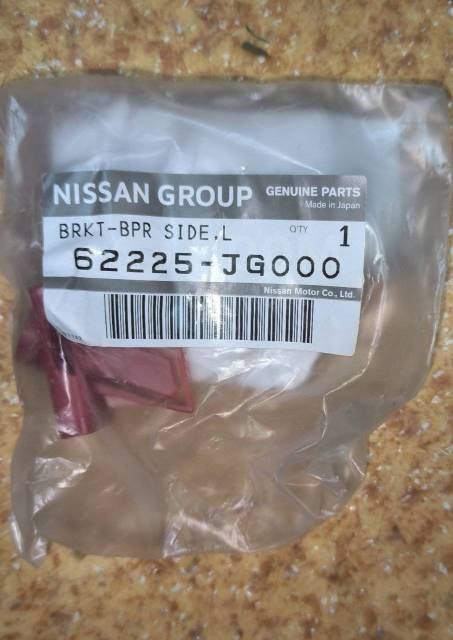 NISSAN GROUP GENUINE PARTS
Made in Japan
BRKT-BPR SIDE,L Q'TY 1
62225-JG000
Nissan Motor Co., Ltd.